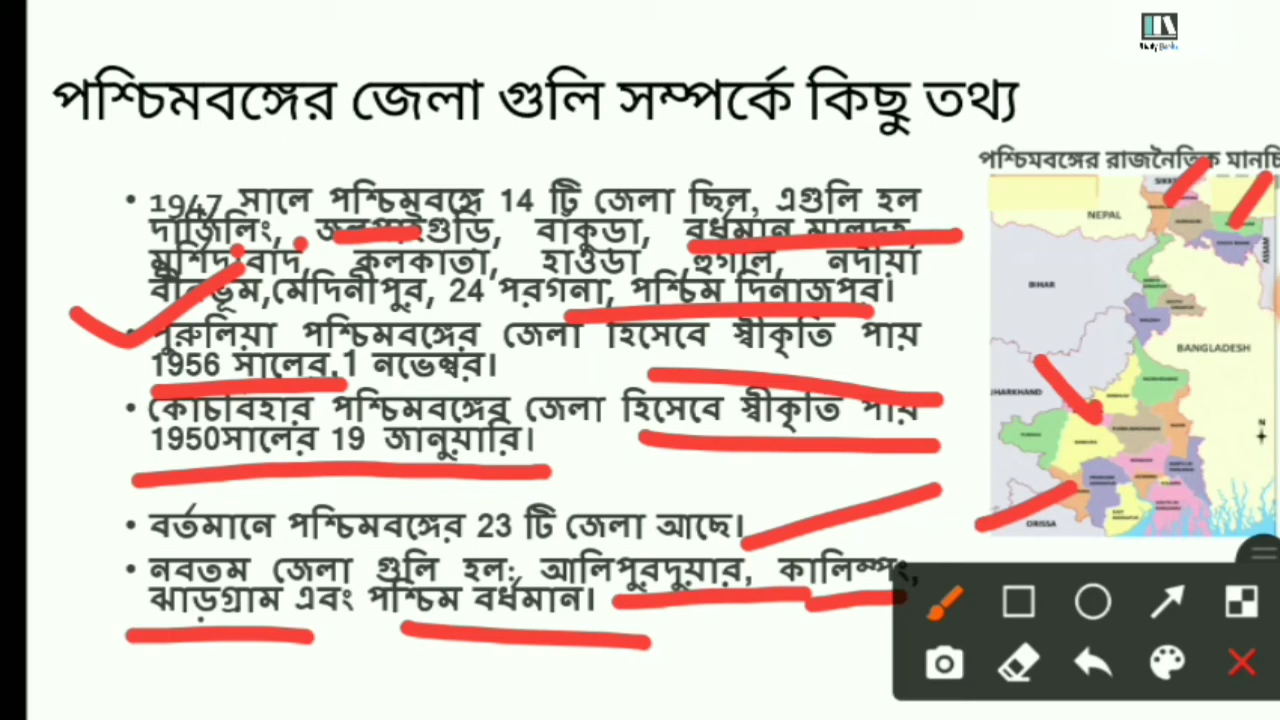 পশ্চিমবঙ্গের জেলা গুলি সম্পর্কে কিছু তথ্য
পশ্চিমবঙ্গের রাজনৈতিক মানচি
• 1947 সালে পশ্চিমবঙ্গে 14 টি জেলা ছিল, এগুলি হল
দার্জিলিং, জলপাইগুড়ি, বাঁকুড়া, বর্ধমান মালদহ,
মুর্শিদাবাদ, কলকাতা, হাওড়া ,হুগলি, নদীয়া
বীরভূম,মেদিনীপুর, 24 পরগনা, পশ্চিম দিনাজপুর।
• পুরুলিয়া পশ্চিমবঙ্গের জেলা হিসেবে স্বীকৃতি পায়
1956 সালের 1 নভেম্বর।
• কোচবিহার পশ্চিমবঙ্গের জেলা হিসেবে স্বীকৃতি পায়
1950সালের 19 জানুয়ারি।
• বর্তমানে পশ্চিমবঙ্গের 23 টি জেলা আছে।
• নবতম জেলা গুলি হল: আলিপুরদুয়ার, কালিম্পং,
ঝাড়গ্রাম এবং পশ্চিম বর্ধমান।
NEPAL
BIHAR
BANGLADESH
JHARKHAND
N
ORISSA